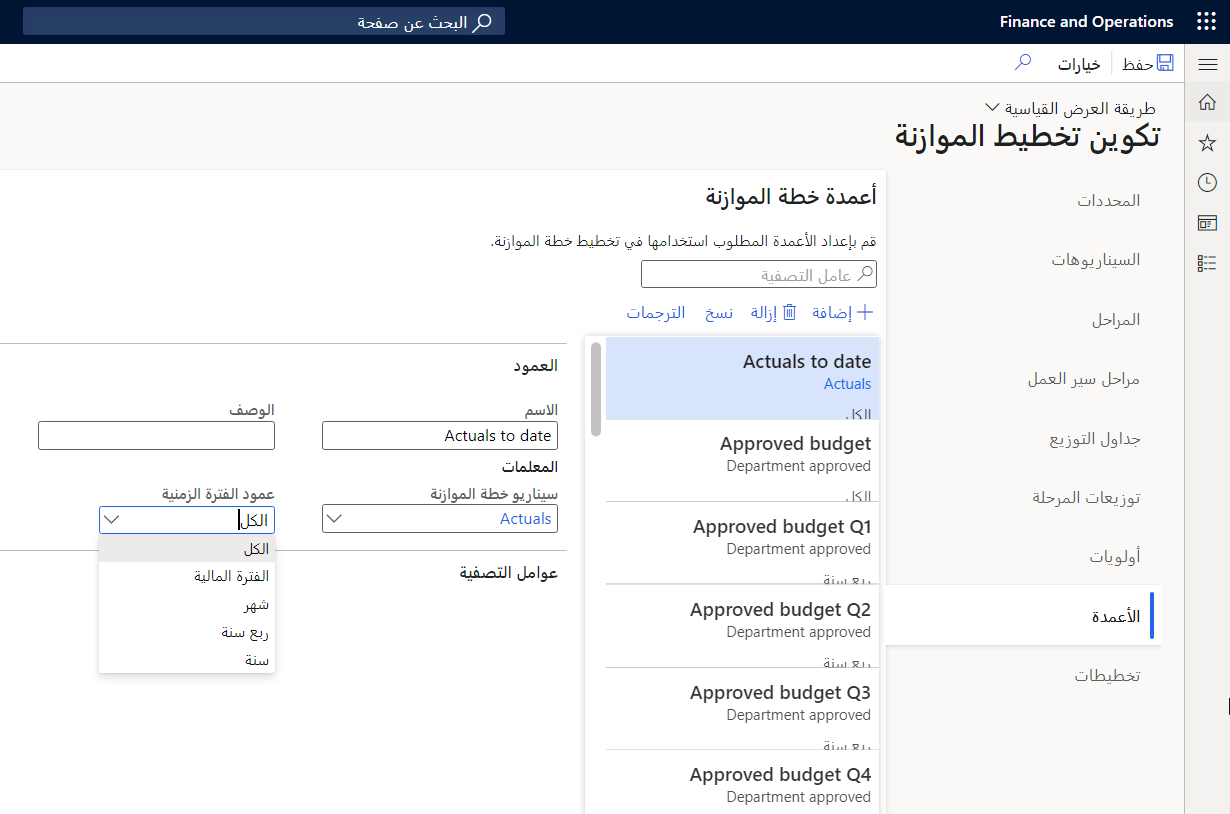 Finance and Operations
البحث عن صفحة
حفظ
خيارات
طريقة العرض القياسية
تكوين تخطيط الموازنة
المحددات
السيناريوهات
المراحل
مراحل سير العمل
جداول التوزيع
توزيعات المرحلة
أولويات
الأعمدة
تخطيطات
أعمدة خطة الموازنة
قم بإعداد الأعمدة المطلوب استخدامها في تخطيط خطة الموازنة.
عامل التصفية
إضافة
إزالة
نسخ
الترجمات
Actuals to date
Actuals
الكل
Approved budget
Department approved
الكل
Approved budget Q1
Department approved
ربع سنة
Approved budget Q2
Department approved
ربع سنة
Approved budget Q3
Department approved
ربع سنة
Approved budget Q4
Department approved
العمود
الاسم
Actuals to date
الوصف
المعلمات
سيناريو خطة الموازنة
Actuals
عمود الفترة الزمنية
الكل
الكل
الفترة المالية
شهر
ربع سنة
سنة
عوامل التصفية